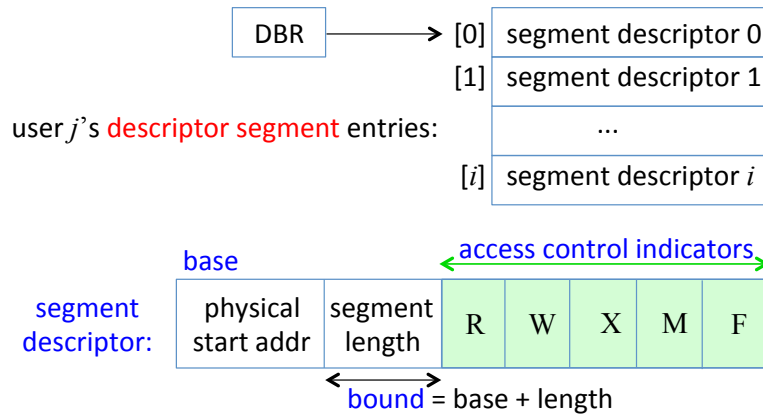 DBR
[0] segment descriptor 0
[1] segment descriptor 1
user j's descriptor segment entries: ...
[i] segment descriptor i
access control indicators
base
segment descriptor:
physical start addr
segment length
R W X M F
bound = base + length